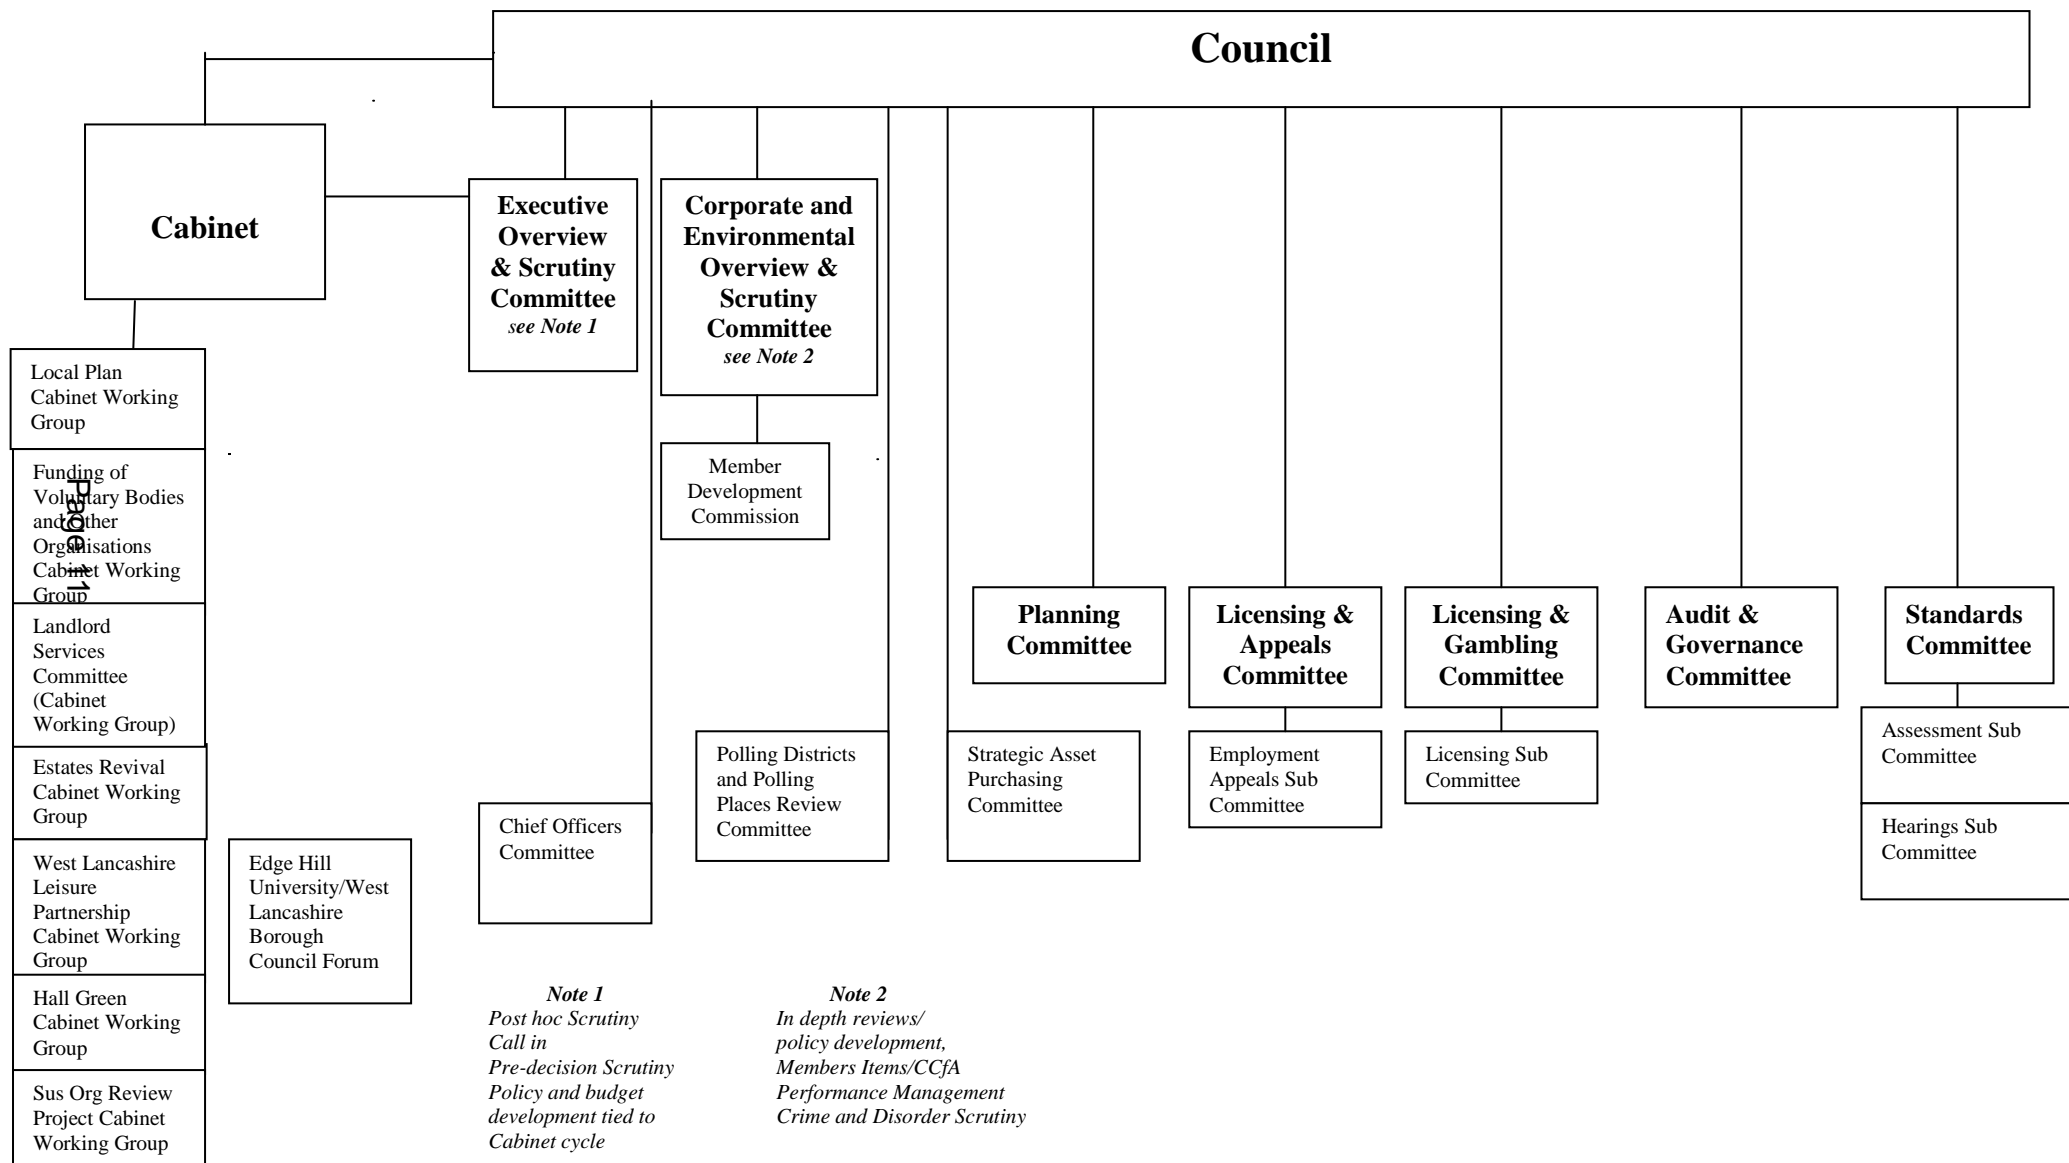 Council
Cabinet
Executive
Overview
& Scrutiny
Committee
see Note 1
Corporate and
Environmental
Overview &
Scrutiny
Committee
see Note 2
Local Plan
Cabinet Working
Group
Funding of
Voluntary Bodies
and Other
Organisations
Cabinet Working
Group
Page 11
Landlord
Services
Committee
(Cabinet
Working Group)
Estates Revival
Cabinet Working
Group
West Lancashire
Leisure
Partnership
Cabinet Working
Group
Hall Green
Cabinet Working
Group
Sus Org Review
Project Cabinet
Working Group
Edge Hill
University/West
Lancashire
Borough
Council Forum
Member
Development
Commission
Chief Officers
Committee
Polling Districts
and Polling
Places Review
Committee
Strategic Asset
Purchasing
Committee
Planning
Committee
Licensing &
Appeals
Committee
Employment
Appeals Sub
Committee
Licensing &
Gambling
Committee
Licensing Sub
Committee
Audit &
Governance
Committee
Standards
Committee
Assessment Sub
Committee
Hearings Sub
Committee
Note 1
Post hoc Scrutiny
Call in
Pre-decision Scrutiny
Policy and budget
development tied to
Cabinet cycle
Note 2
In depth reviews/
policy development,
Members Items/CCfA
Performance Management
Crime and Disorder Scrutiny